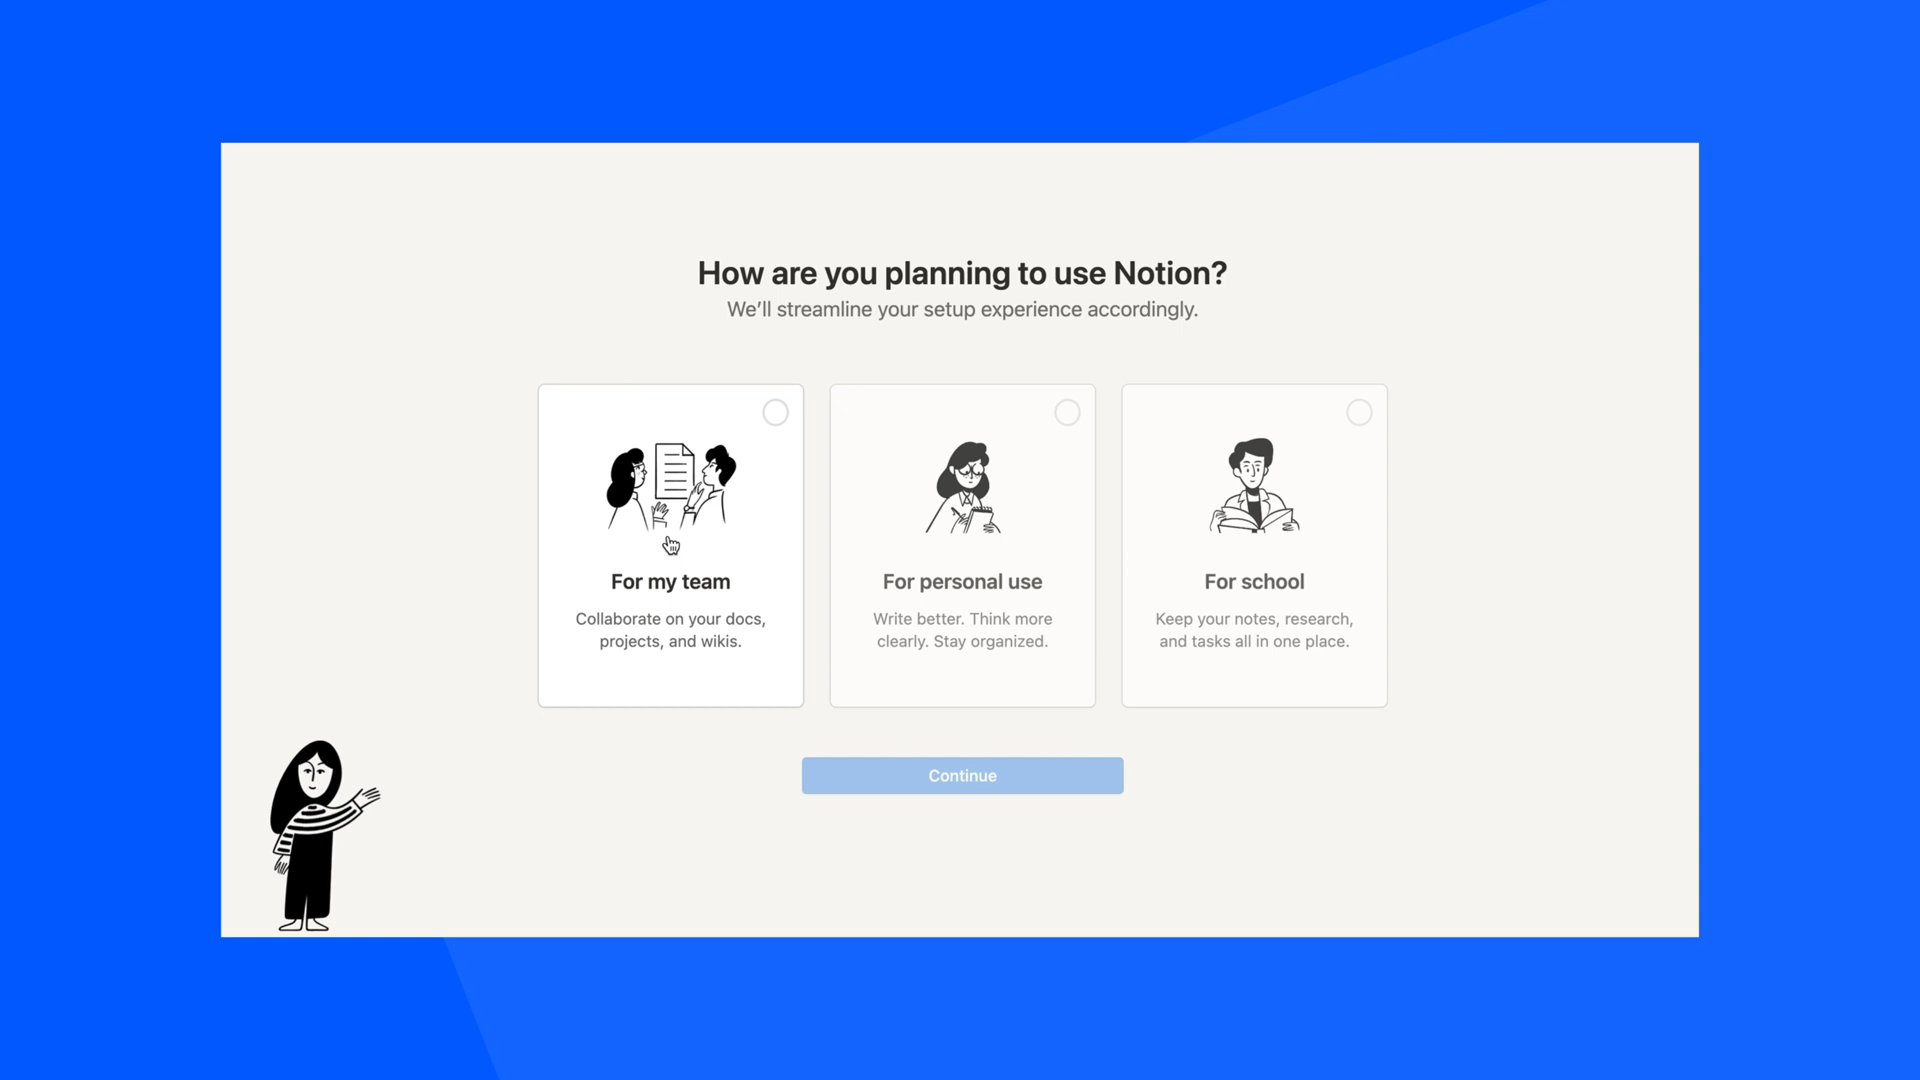 How are you planning to use Notion?
We’ll streamline your setup experience accordingly.
For my team
Collaborate on your docs,
projects, and wikis.
For personal use
Write better. Think more
clearly. Stay organized.
For school
Keep your notes, research,
and tasks all in one place.
Continue